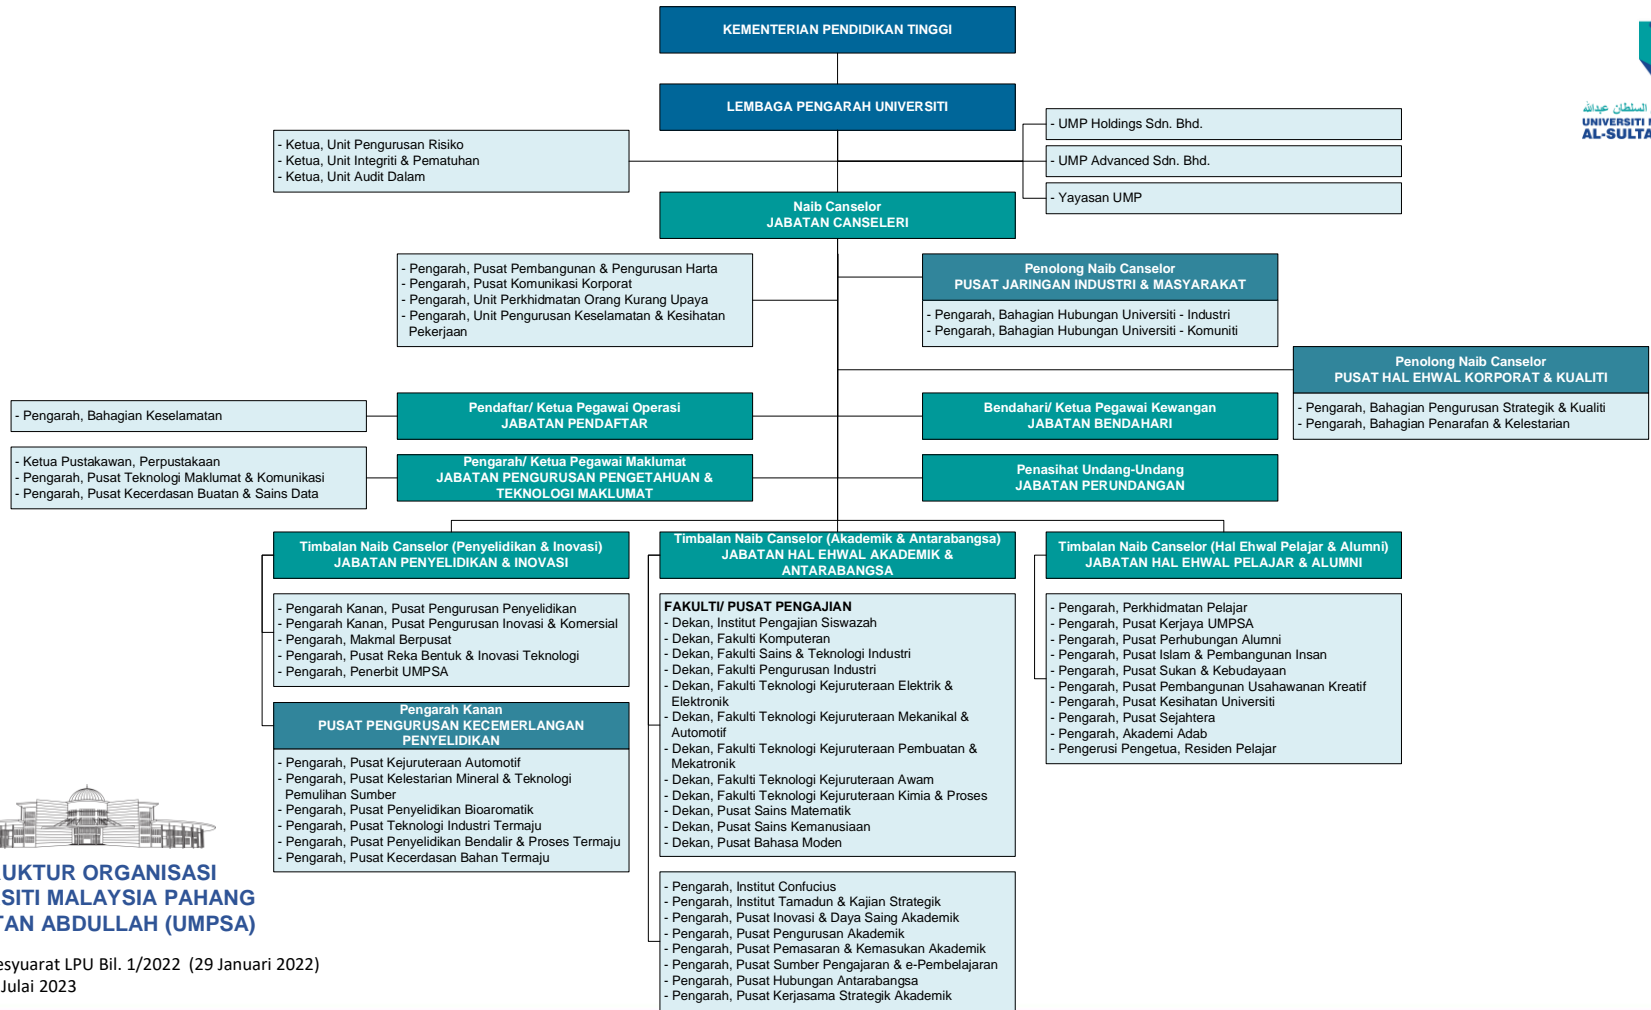 KEMENTERIAN PENDIDIKAN TINGGI
LEMBAGA PENGARAH UNIVERSITI
السلطان عبدالله
UNIVERSITI
AL-SULTA
- Ketua, Unit Pengurusan Risiko
- Ketua, Unit Integriti & Pematuhan
- Ketua, Unit Audit Dalam
- UMP Holdings Sdn. Bhd.
- UMP Advanced Sdn. Bhd.
- Yayasan UMP
Naib Canselor
JABATAN CANSELERI
- Pengarah, Pusat Pembangunan & Pengurusan Harta
- Pengarah, Pusat Komunikasi Korporat
- Pengarah, Unit Perkhidmatan Orang Kurang Upaya
- Pengarah, Unit Pengurusan Keselamatan & Kesihatan
Pekerjaan
Penolong Naib Canselor
PUSAT JARINGAN INDUSTRI & MASYARAKAT
- Pengarah, Bahagian Hubungan Universiti - Industri
- Pengarah, Bahagian Hubungan Universiti - Komuniti
Penolong Naib Canselor
PUSAT HAL EHWAL KORPORAT & KUALITI
- Pengarah, Bahagian Pengurusan Strategik & Kualiti
- Pengarah, Bahagian Penarafan & Kelestarian
- Pengarah, Bahagian Keselamatan
Pendaftar/ Ketua Pegawai Operasi
JABATAN PENDAFTAR
Bendahari/ Ketua Pegawai Kewangan
JABATAN BENDAHARI
- Ketua Pustakawan, Perpustakaan
- Pengarah, Pusat Teknologi Maklumat & Komunikasi
- Pengarah, Pusat Kecerdasan Buatan & Sains Data
Pengarah/ Ketua Pegawai Maklumat
JABATAN PENGURUSAN PENGETAHUAN &
TEKNOLOGI MAKLUMAT
Penasihat Undang-Undang
JABATAN PERUNDANGAN
Timbalan Naib Canselor (Penyelidikan & Inovasi)
JABATAN PENYELIDIKAN & INOVASI
- Pengarah Kanan, Pusat Pengurusan Penyelidikan
- Pengarah Kanan, Pusat Pengurusan Inovasi & Komersial
- Pengarah, Makmal Berpusat
- Pengarah, Pusat Reka Bentuk & Inovasi Teknologi
- Pengarah, Penerbit UMPSA
Pengarah Kanan
PUSAT PENGURUSAN KECEMERLANGAN
PENYELIDIKAN
- Pengarah, Pusat Kejuruteraan Automotif
- Pengarah, Pusat Kelestarian Mineral & Teknologi
Pemulihan Sumber
- Pengarah, Pusat Penyelidikan Bioaromatik
- Pengarah, Pusat Teknologi Industri Termaju
- Pengarah, Pusat Penyelidikan Bendalir & Proses Termaju
- Pengarah, Pusat Kecerdasan Bahan Termaju
Timbalan Naib Canselor (Akademik & Antarabangsa)
JABATAN HAL EHWAL AKADEMIK &
ANTARABANGSA
FAKULTI/ PUSAT PENGAJIAN
- Dekan, Institut Pengajian Siswazah
- Dekan, Fakulti Komputeran
- Dekan, Fakulti Sains & Teknologi Industri
- Dekan, Fakulti Pengurusan Industri
- Dekan, Fakulti Teknologi Kejuruteraan Elektrik &
Elektronik
- Dekan, Fakulti Teknologi Kejuruteraan Mekanikal &
Automotif
- Dekan, Fakulti Teknologi Kejuruteraan Pembuatan &
Mekatronik
- Dekan, Fakulti Teknologi Kejuruteraan Awam
- Dekan, Fakulti Teknologi Kejuruteraan Kimia & Proses
- Dekan, Pusat Sains Matematik
- Dekan, Pusat Sains Kemanusiaan
- Dekan, Pusat Bahasa Moden
- Pengarah, Institut Confucius
- Pengarah, Institut Tamadun & Kajian Strategik
- Pengarah, Pusat Inovasi & Daya Saing Akademik
- Pengarah, Pusat Pengurusan Akademik
- Pengarah, Pusat Pemasaran & Kemasukan Akademik
- Pengarah, Pusat Sumber Pengajaran & e-Pembelajaran
- Pengarah, Pusat Hubungan Antarabangsa
- Pengarah, Pusat Kerjasama Strategik Akademik
Timbalan Naib Canselor (Hal Ehwal Pelajar & Alumni)
JABATAN HAL EHWAL PELAJAR & ALUMNI
- Pengarah, Perkhidmatan Pelajar
- Pengarah, Pusat Kerjaya UMPSA
- Pengarah, Pusat Perhubungan Alumni
- Pengarah, Pusat Islam & Pembangunan Insan
- Pengarah, Pusat Sukan & Kebudayaan
- Pengarah, Pusat Pembangunan Usahawanan Kreatif
- Pengarah, Pusat Kesihatan Universiti
- Pengarah, Pusat Sejahtera
- Pengarah, Akademi Adab
- Pengerusi Pengetua, Residen Pelajar
UKTUR ORGANISASI
SITI MALAYSIA PAHANG
TAN ABDULLAH (UMPSA)
esyuarat LPU Bil. 1/2022 (29 Januari 2022)
Julai 2023